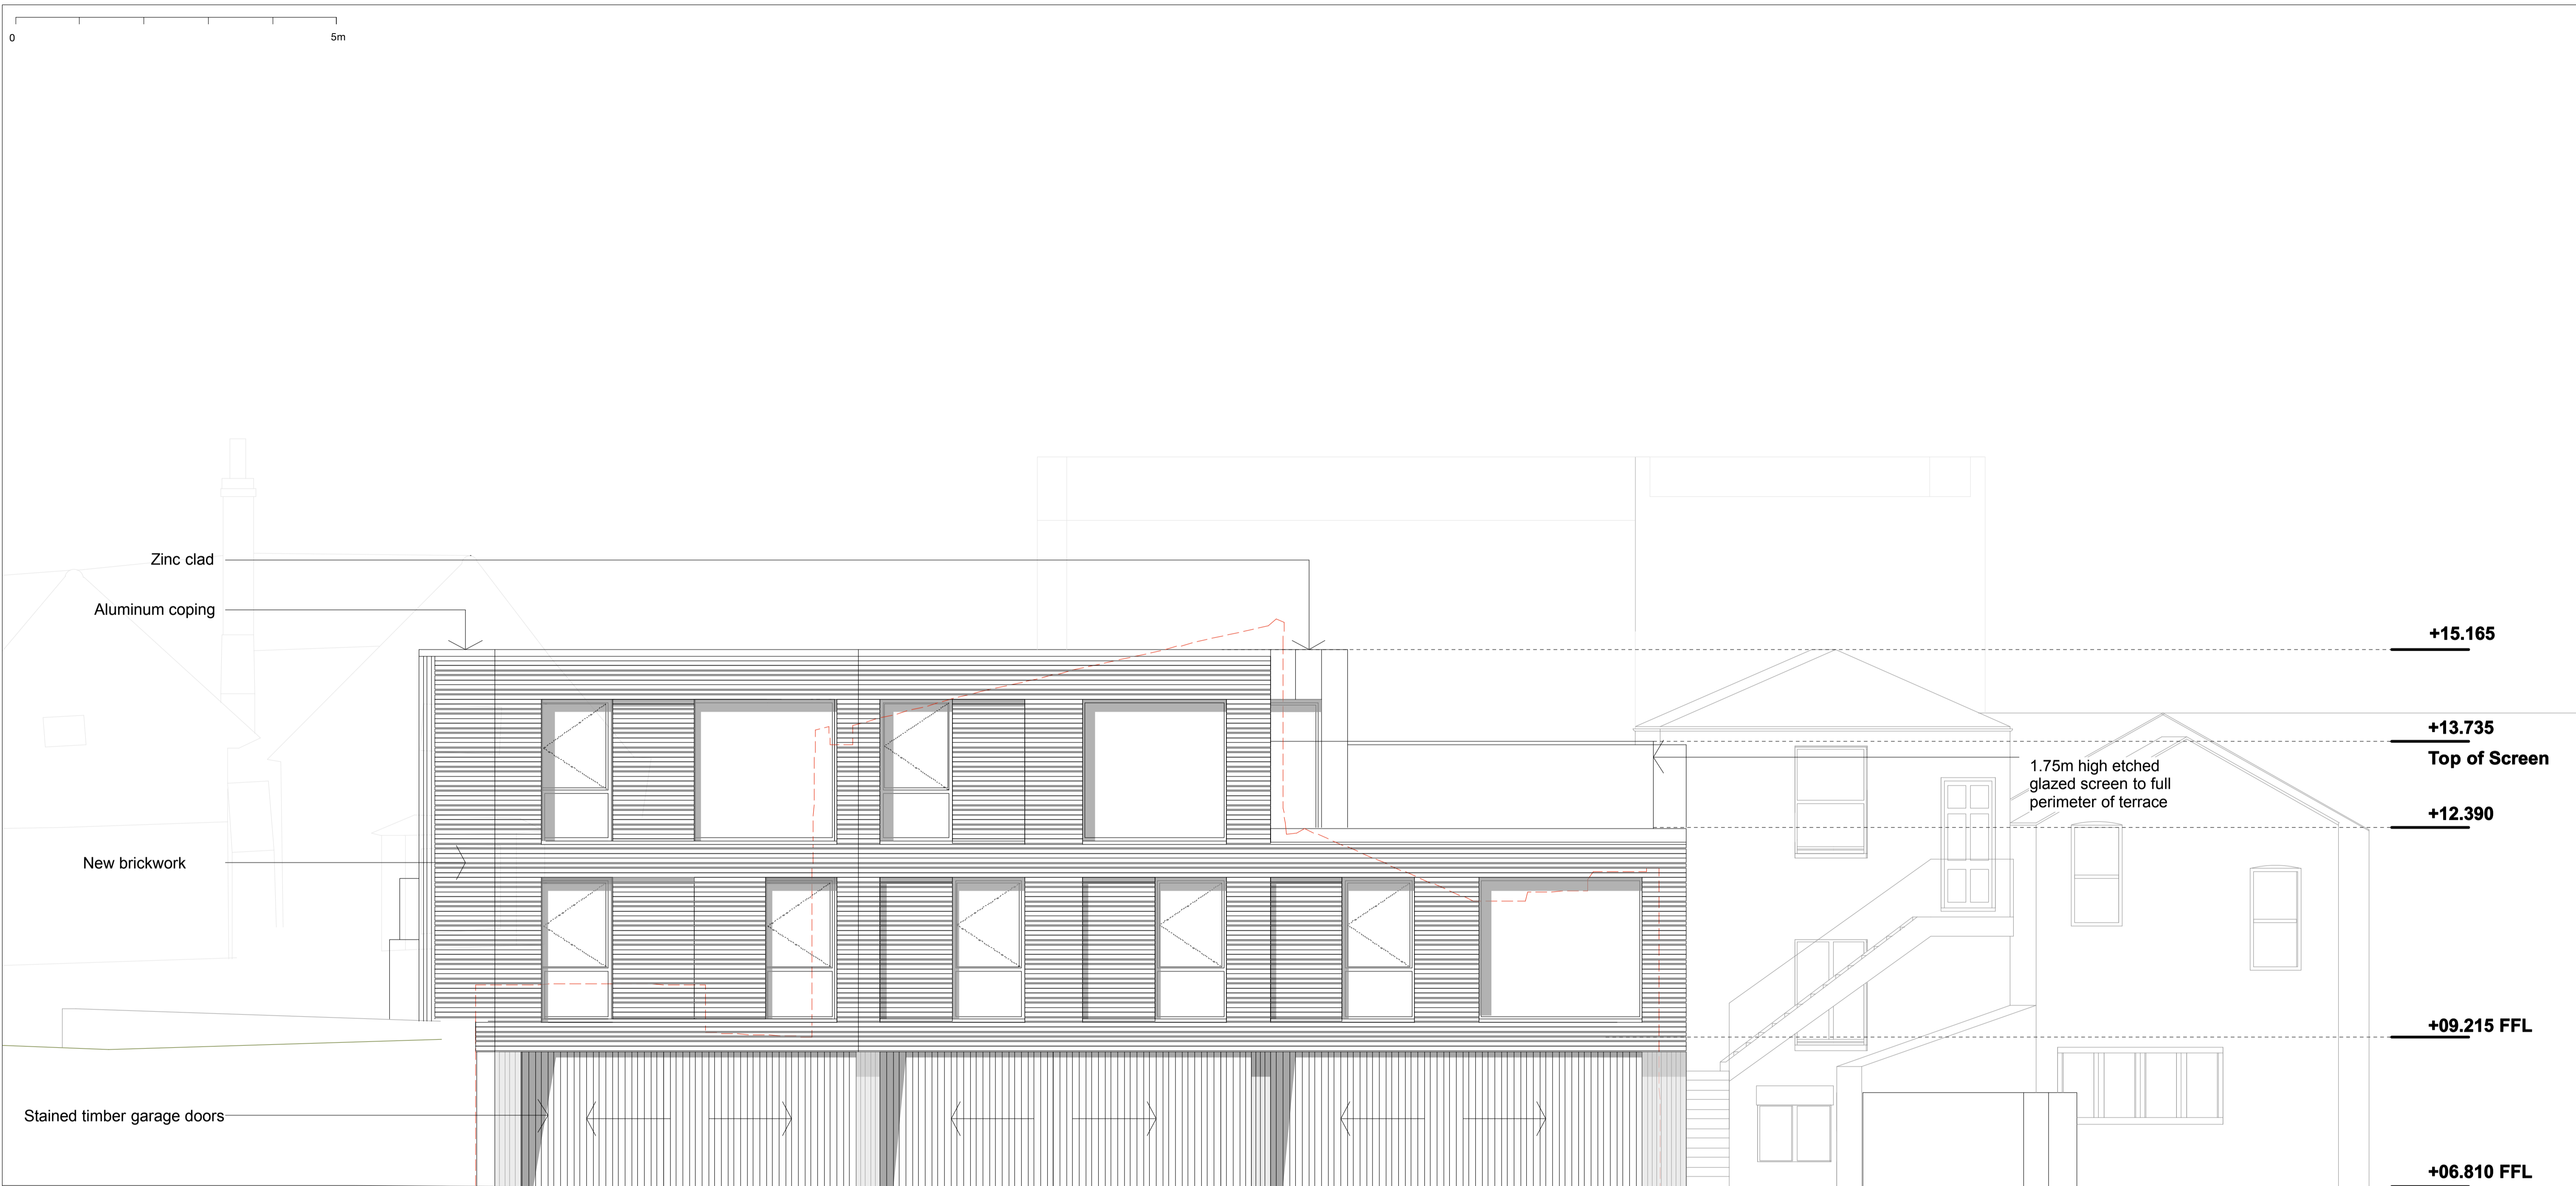 0
5m
Zinc clad
Aluminum coping
+15.165
+13.735
Top of Screen
1.75m high etched
glazed screen to full
perimeter of terrace
+12.390
New brickwork
+09.215 FFL
Stained timber garage doors
+06.810 FFL